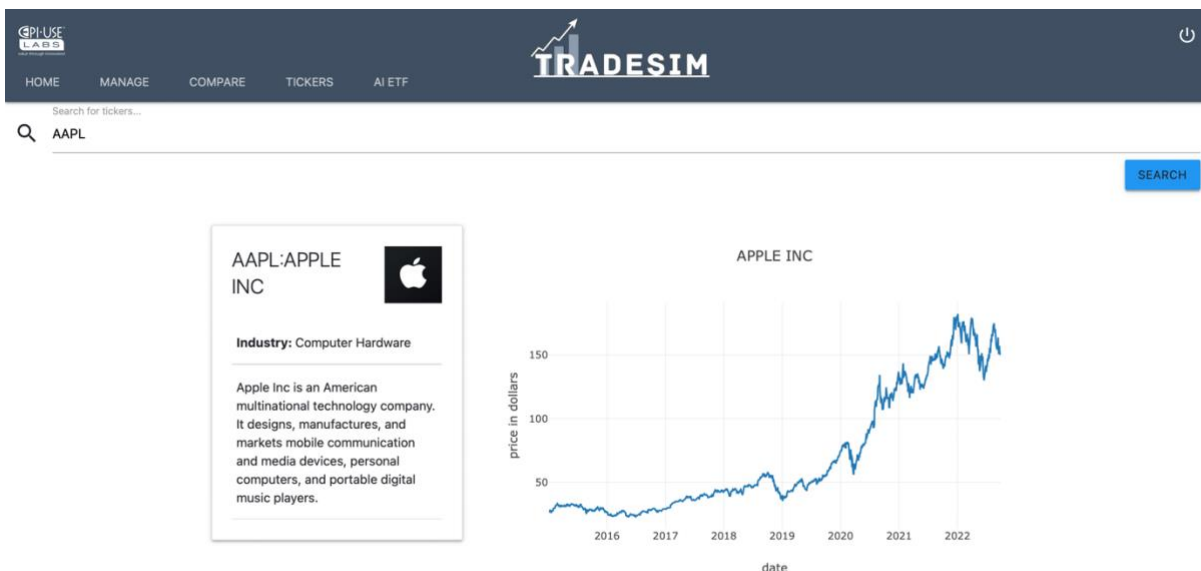 EPI-USE
LABS
TRADESIM
HOME MANAGE COMPARE TICKERS AI ETF
Search for tickers...
AAPL
SEARCH
AAPL:APPLE
INC
Industry: Computer Hardware
Apple Inc is an American
multinational technology company.
It designs, manufactures, and
markets mobile communication
and media devices, personal
computers, and portable digital
music players.
APPLE INC
150
100
50
price in dollars
2016 2017 2018 2019 2020 2021 2022
date